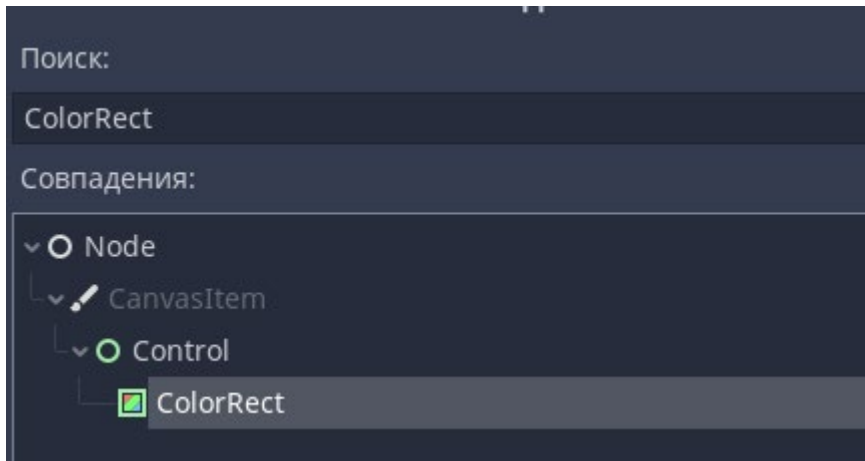 Поиск:
ColorRect
Совпадения:
Node
CanvasItem
Control
ColorRect